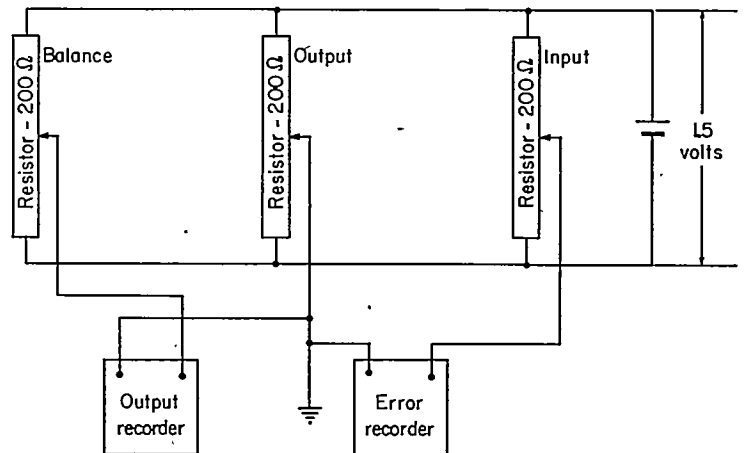 Balance
Resistor - 200 Ω
Output
Resistor - 200 Ω
Input
Resistor - 200 Ω
1.5
volts
Output
recorder
Error
recorder